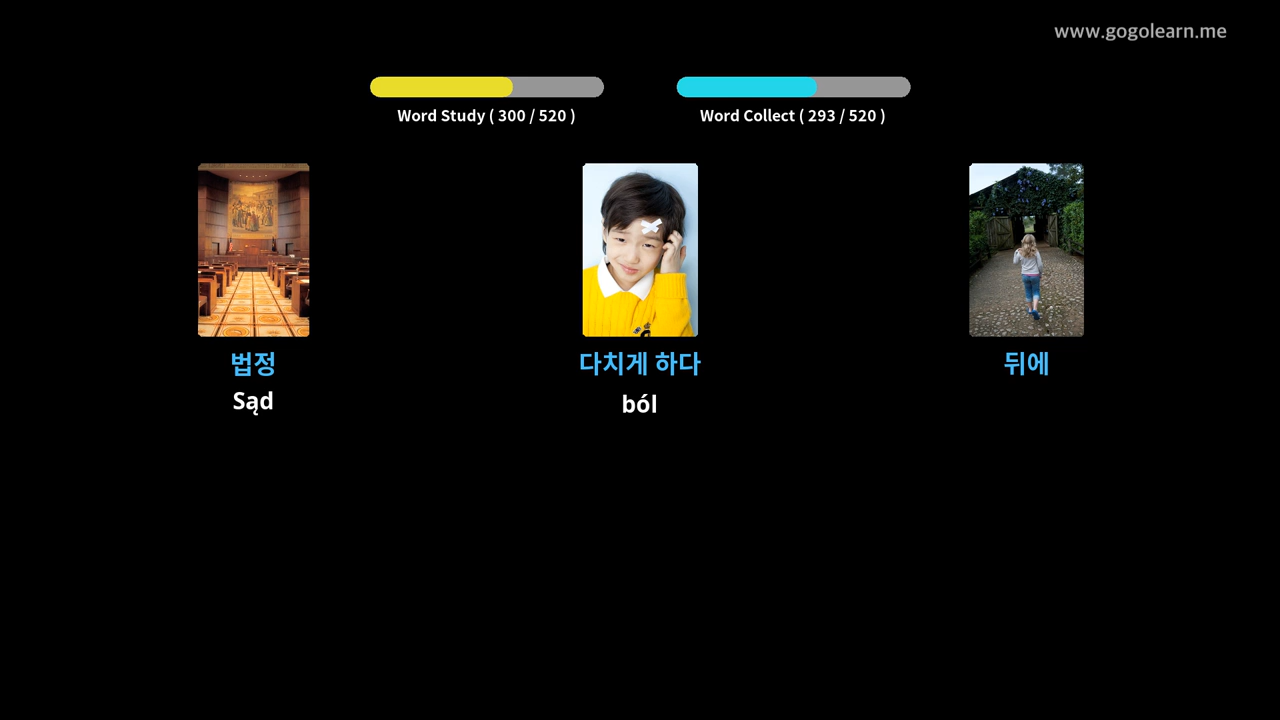 www.gogolearn.me
Word Study ( 300 / 520 )
Word Collect ( 293 / 520 )
법정
다치게 하다
뒤에
Sąd
ból